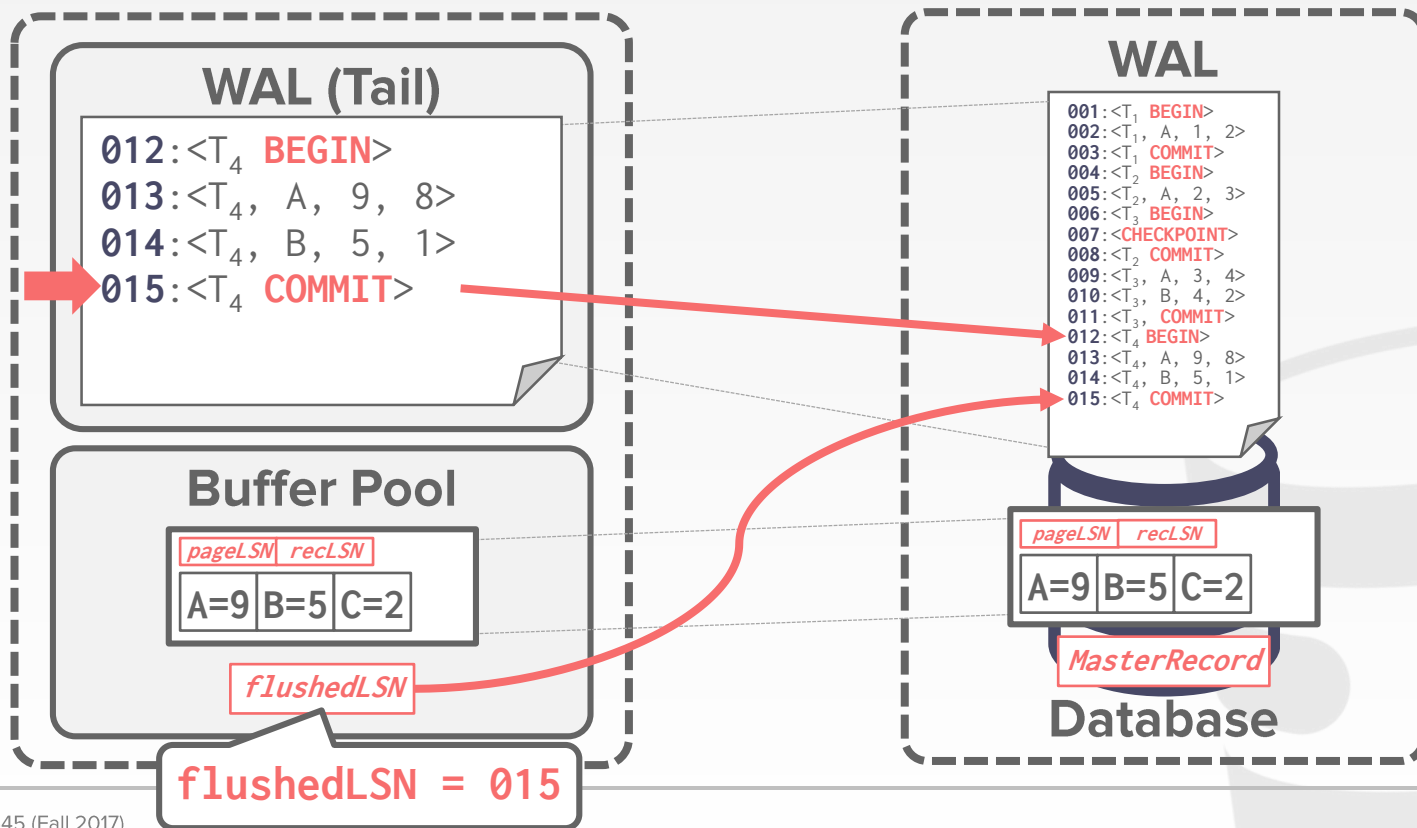 WAL (Tail)
012:<T4 BEGIN>
013:<T4, A, 9, 8>
014:<T4, B, 5, 1>
015:<T4 COMMIT>
Buffer Pool
pageLSN recLSN
A=9 B=5 C=2
flushedLSN
flushedLSN = 015
WAL
001:<T1 BEGIN>
002:<T1, A, 1, 2>
003:<T1 COMMIT>
004:<T2 BEGIN>
005:<T2, A, 2, 3>
006:<T3 BEGIN>
007:<CHECKPOINT>
008:<T2 COMMIT>
009:<T3, A, 3, 4>
010:<T3, B, 4, 2>
011:<T3, COMMIT>
012:<T4 BEGIN>
013:<T4, A, 9, 8>
014:<T4, B, 5, 1>
015:<T4 COMMIT>
pageLSN recLSN
A=9 B=5 C=2
MasterRecord
Database
45 (Fall 2017)